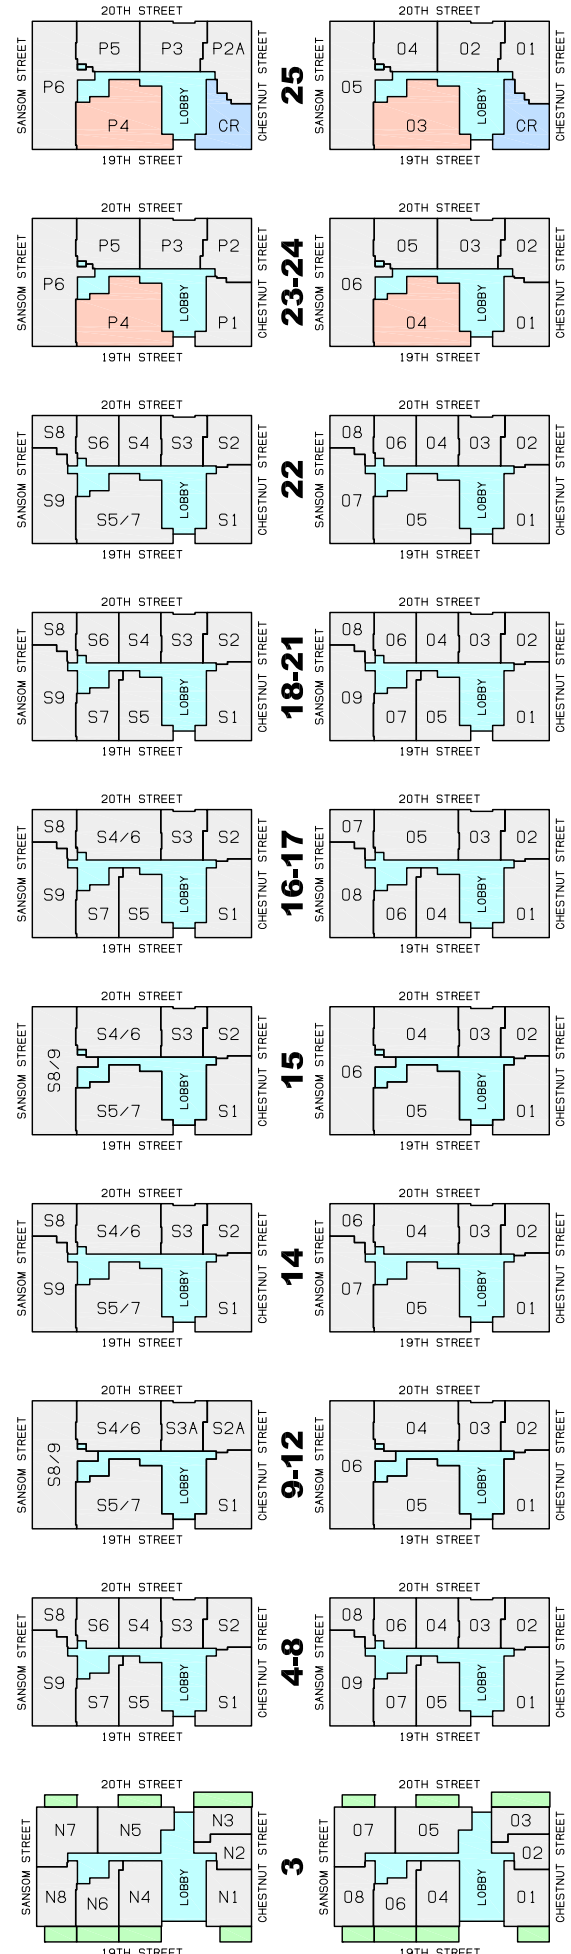 20TH STREET 20TH STREET
P5 P3 P2A 04 02 01
SANSOM STREET P6 LOBBY CHESTNUT STREET 25 SANSOM STREET 05 LOBBY CHESTNUT STREET
P4 CR 03 CR
19TH STREET 19TH STREET
20TH STREET 20TH STREET
P5 P3 P2 05 03 02
SANSOM STREET P6 LOBBY CHESTNUT STREET 23-24 SANSOM STREET 06 LOBBY CHESTNUT STREET
P4 P1 04 01
19TH STREET 19TH STREET
20TH STREET 20TH STREET
S8 S6 S4 S3 S2 08 06 04 03 02
SANSOM STREET S9 LOBBY CHESTNUT STREET 22 SANSOM STREET 07 LOBBY CHESTNUT STREET
S5/7 S1 05 01
19TH STREET 19TH STREET
20TH STREET 20TH STREET
S8 S6 S4 S3 S2 08 06 04 03 02
SANSOM STREET S9 LOBBY CHESTNUT STREET 18-21 SANSOM STREET 09 LOBBY CHESTNUT STREET
S7 S5 S1 07 05 01
19TH STREET 19TH STREET
20TH STREET 20TH STREET
S8 S4/6 S3 S2 07 05 03 02
SANSOM STREET S9 LOBBY CHESTNUT STREET 16-17 SANSOM STREET 08 LOBBY CHESTNUT STREET
S7 S5 S1 06 04 01
19TH STREET 19TH STREET
20TH STREET 20TH STREET
S4/6 S3 S2 04 03 02
SANSOM STREET S8/9 LOBBY CHESTNUT STREET 15 SANSOM STREET 06 LOBBY CHESTNUT STREET
S5/7 S1 05 01
19TH STREET 19TH STREET
20TH STREET 20TH STREET
S8 S4/6 S3 S2 06 04 03 02
SANSOM STREET S9 LOBBY CHESTNUT STREET 14 SANSOM STREET 07 LOBBY CHESTNUT STREET
S5/7 S1 05 01
19TH STREET 19TH STREET
20TH STREET 20TH STREET
S4/6 S3A S2A 04 03 02
SANSOM STREET S8/9 LOBBY CHESTNUT STREET 9-12 SANSOM STREET 06 LOBBY CHESTNUT STREET
S5/7 S1 05 01
19TH STREET 19TH STREET
20TH STREET 20TH STREET
S8 S6 S4 S3 S2 08 06 04 03 02
SANSOM STREET S9 LOBBY CHESTNUT STREET 4-8 SANSOM STREET 09 LOBBY CHESTNUT STREET
S7 S5 S1 07 05 01
19TH STREET 19TH STREET
20TH STREET 20TH STREET
N7 N5 N3 07 05 03
N2 02
SANSOM STREET LOBBY CHESTNUT STREET 3 SANSOM STREET LOBBY CHESTNUT STREET
N8 N6 N4 N1 08 06 04 01
19TH STREET 19TH STREET